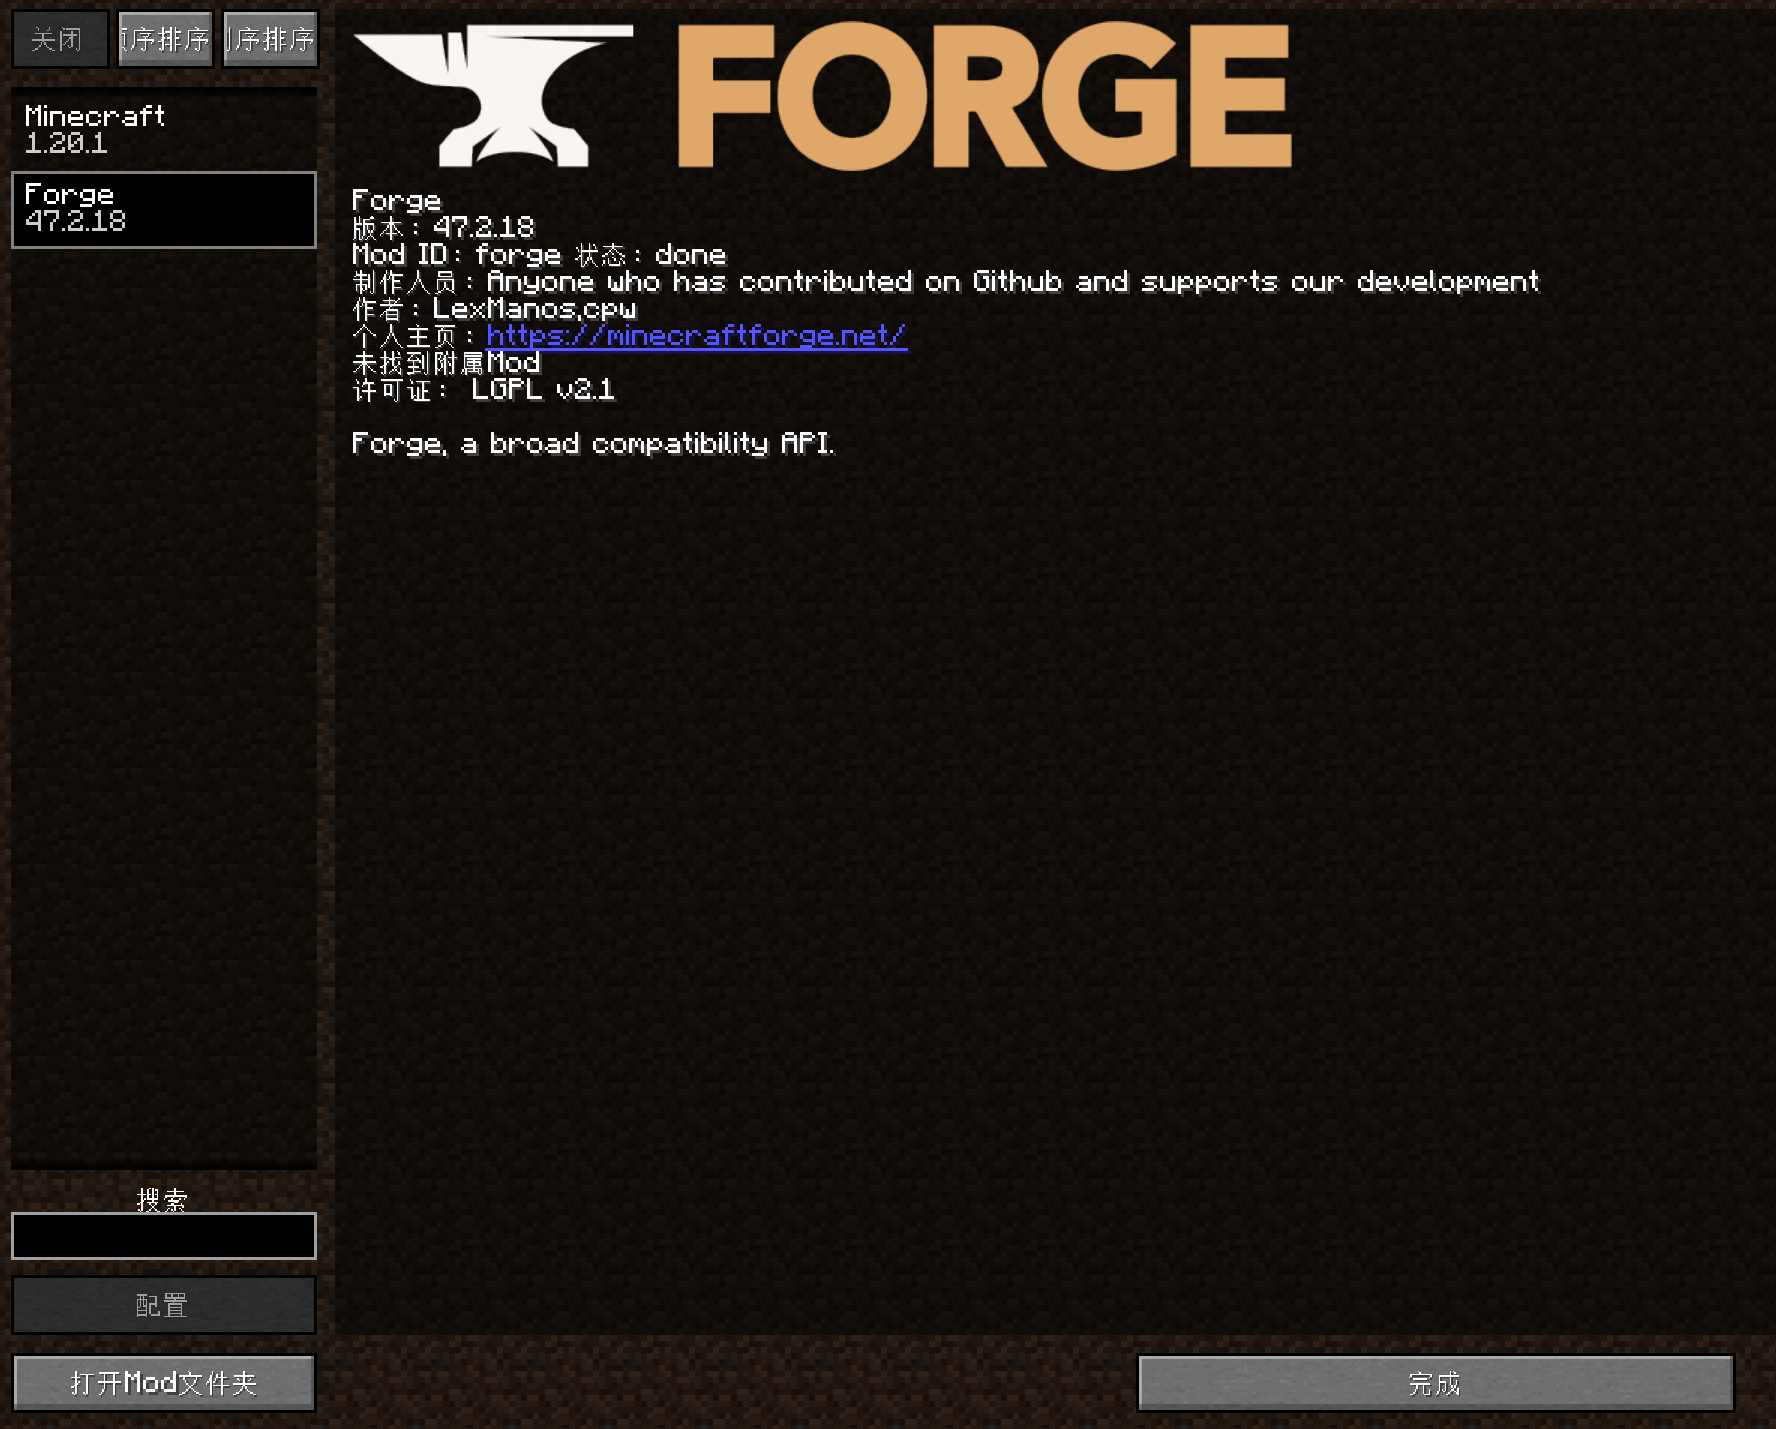 关闭
序排序
序排序
Minecraft
1.20.1
Forge
47.2.18
FORGE
Forge
版本：47.2.18
Mod ID: forge 状态：done
制作人员：Anyone who has contributed on Github and supports our development
作者：LexManos,cpw
个人主页：https://minecraftforge.net/
未找到附属Mod
许可证： LGPL v2.1
Forge, a broad compatibility API.
搜索
配置
打开Mod文件夹
完成